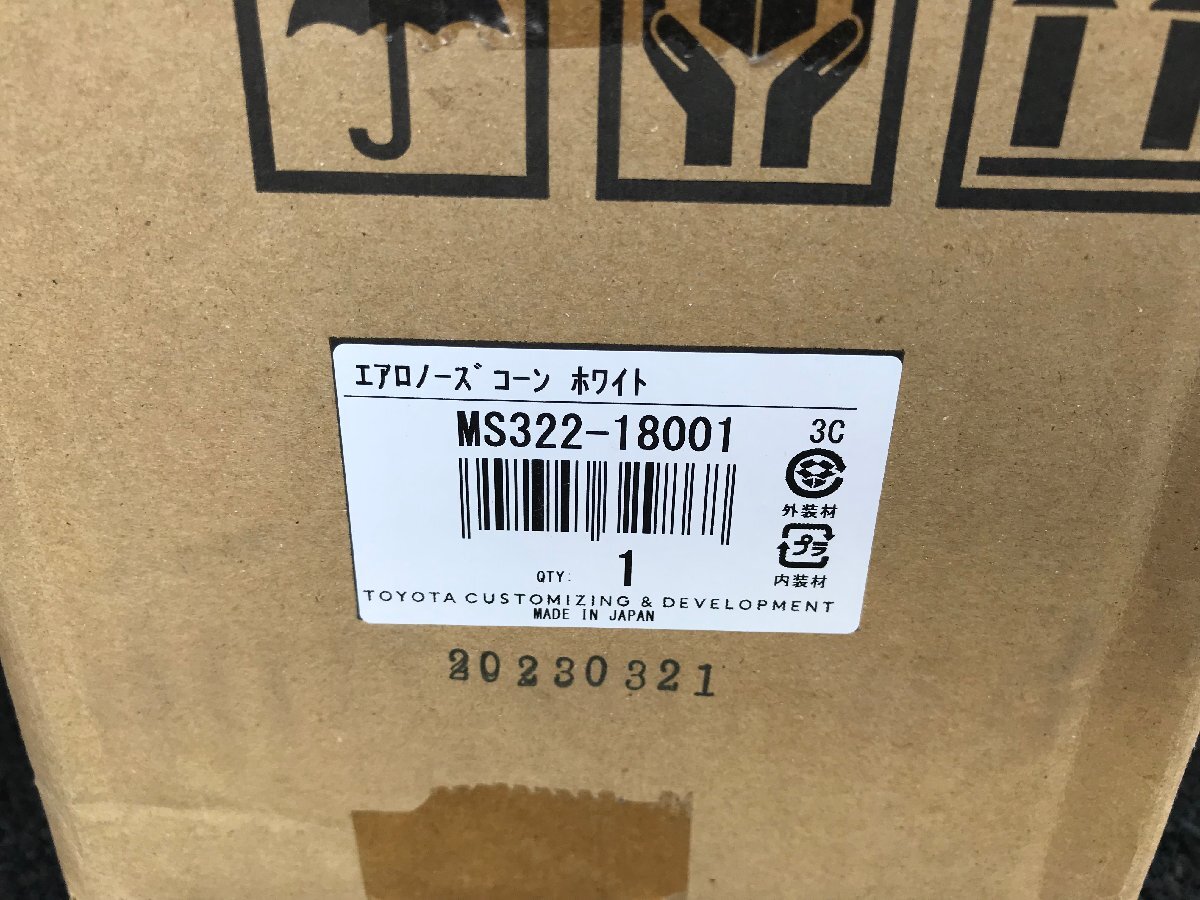 エアロノーズ コーン ホワイト
MS322-18001
3C
外装材
プラ
内装材
QTY: 1
TOYOTA CUSTOMIZING & DEVELOPMENT
MADE IN JAPAN
20230321